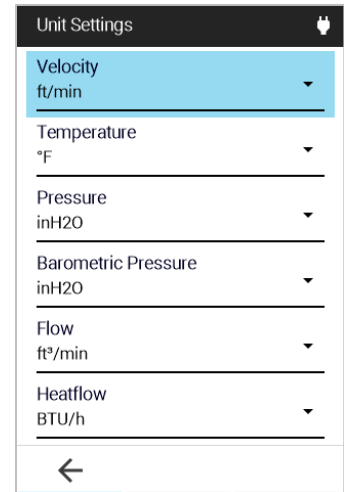 Unit Settings
Velocity
ft/min
Temperature
°F
Pressure
inH2O
Barometric Pressure
inH2O
Flow
ft³/min
Heatflow
BTU/h